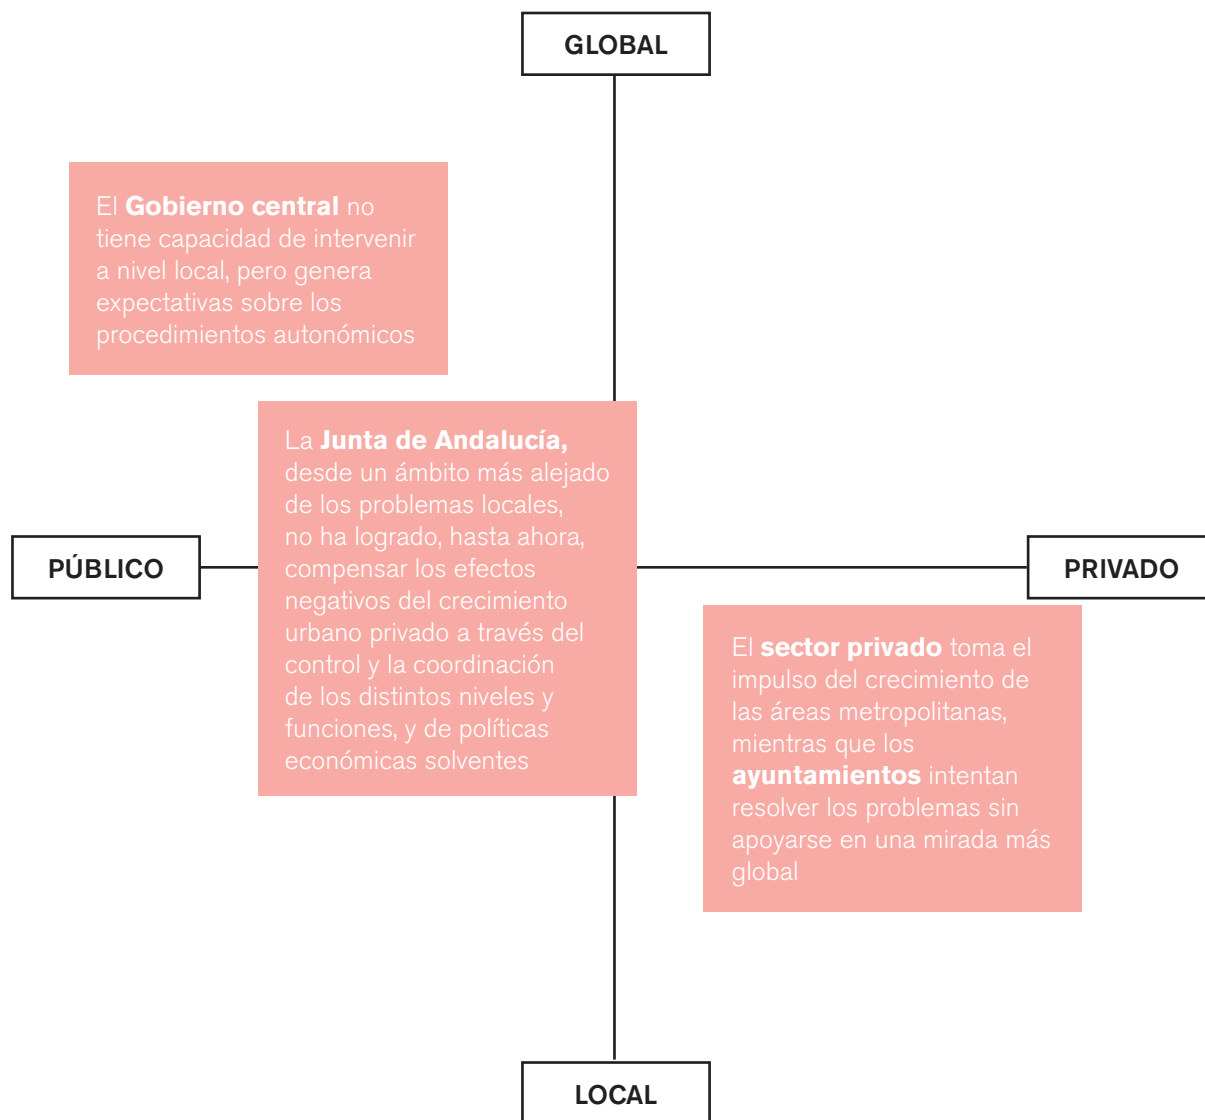 GLOBAL
El Gobierno central no
tiene capacidad de intervenir
a nivel local, pero genera
expectativas sobre los
procedimientos autonómicos
La Junta de Andalucía,
desde un ámbito más alejado
de los problemas locales,
no ha logrado, hasta ahora,
compensar los efectos
negativos del crecimiento
urbano privado a través del
control y la coordinación
de los distintos niveles y
funciones, y de políticas
económicas solventes
PÚBLICO
PRIVADO
El sector privado toma el
impulso del crecimiento de
las áreas metropolitanas,
mientras que los
ayuntamientos intentan
resolver los problemas sin
apoyarse en una mirada más
global
LOCAL